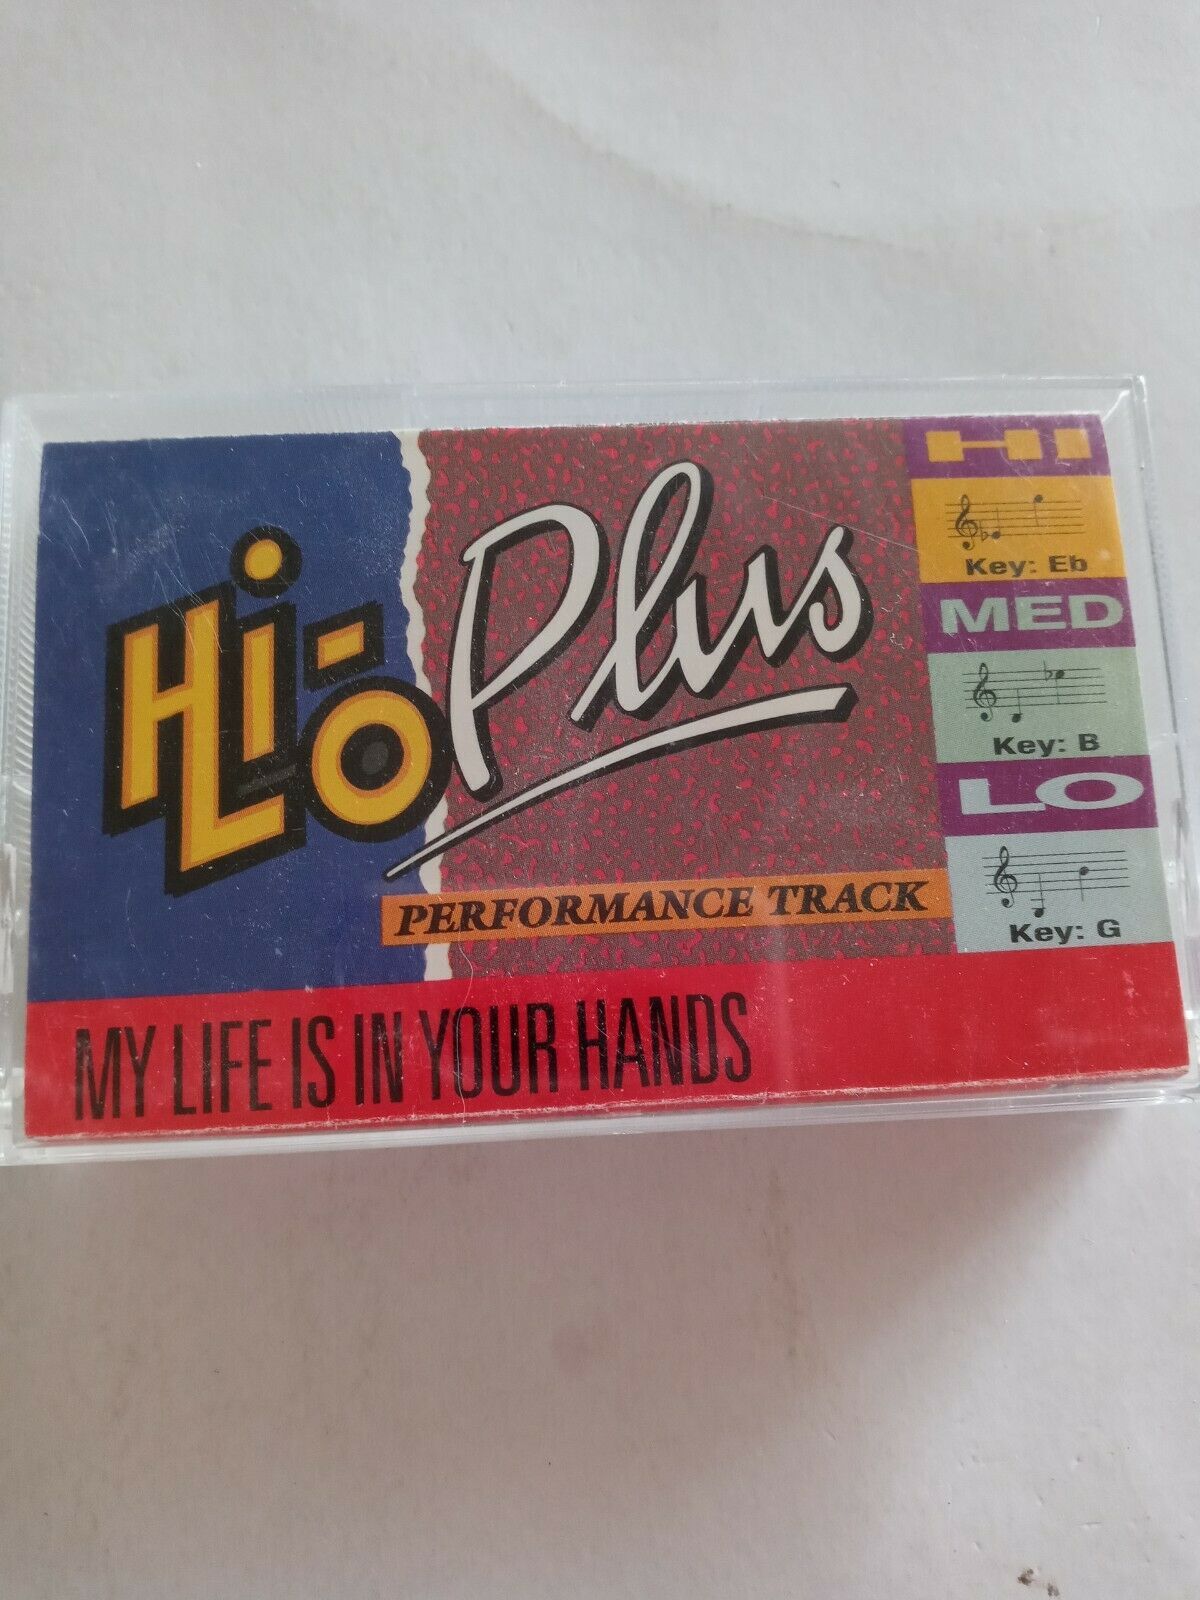 Hi-Lo Plus
PERFORMANCE TRACK
HI
Key: Eb
MED
Key: B
LO
Key: G
MY LIFE IS IN YOUR HANDS